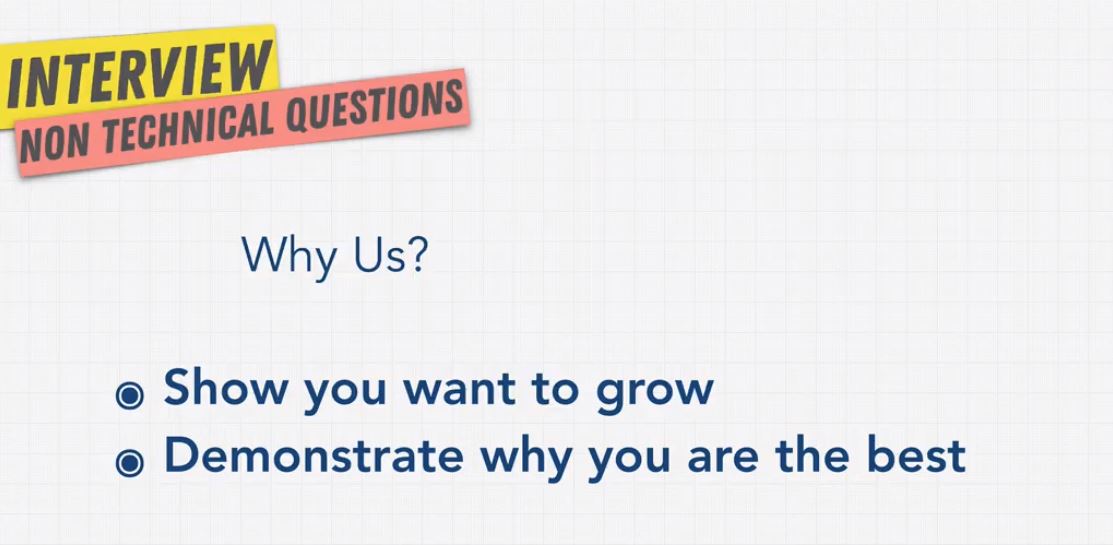 INTERVIEW
NON TECHNICAL QUESTIONS
Why Us?
Show you want to grow
Demonstrate why you are the best